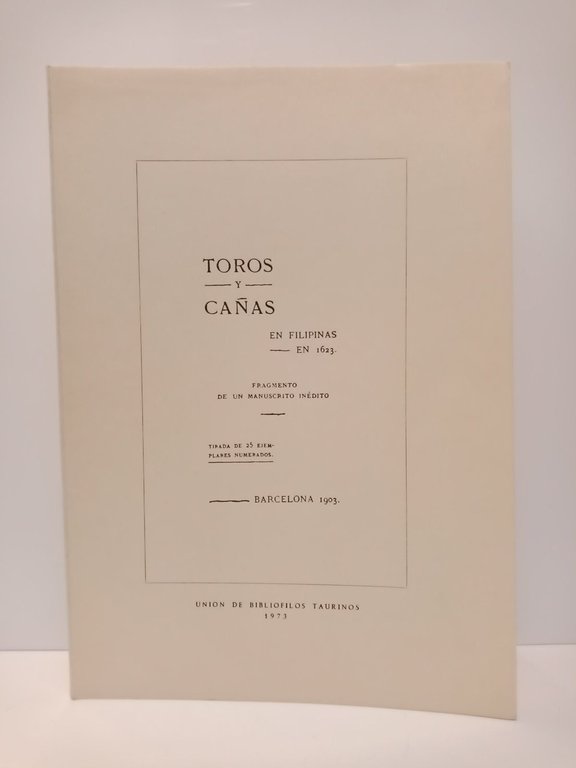 TOROS
Y
CAÑAS
EN FILIPINAS
EN 1623.
FRAGMENTO
DE UN MANUSCRITO INÉDITO
TIRADA DE 25 EJEM-
PLARES NUMERADOS.
BARCELONA 1903.
UNION DE BIBLIOFILOS TAURINOS
1973